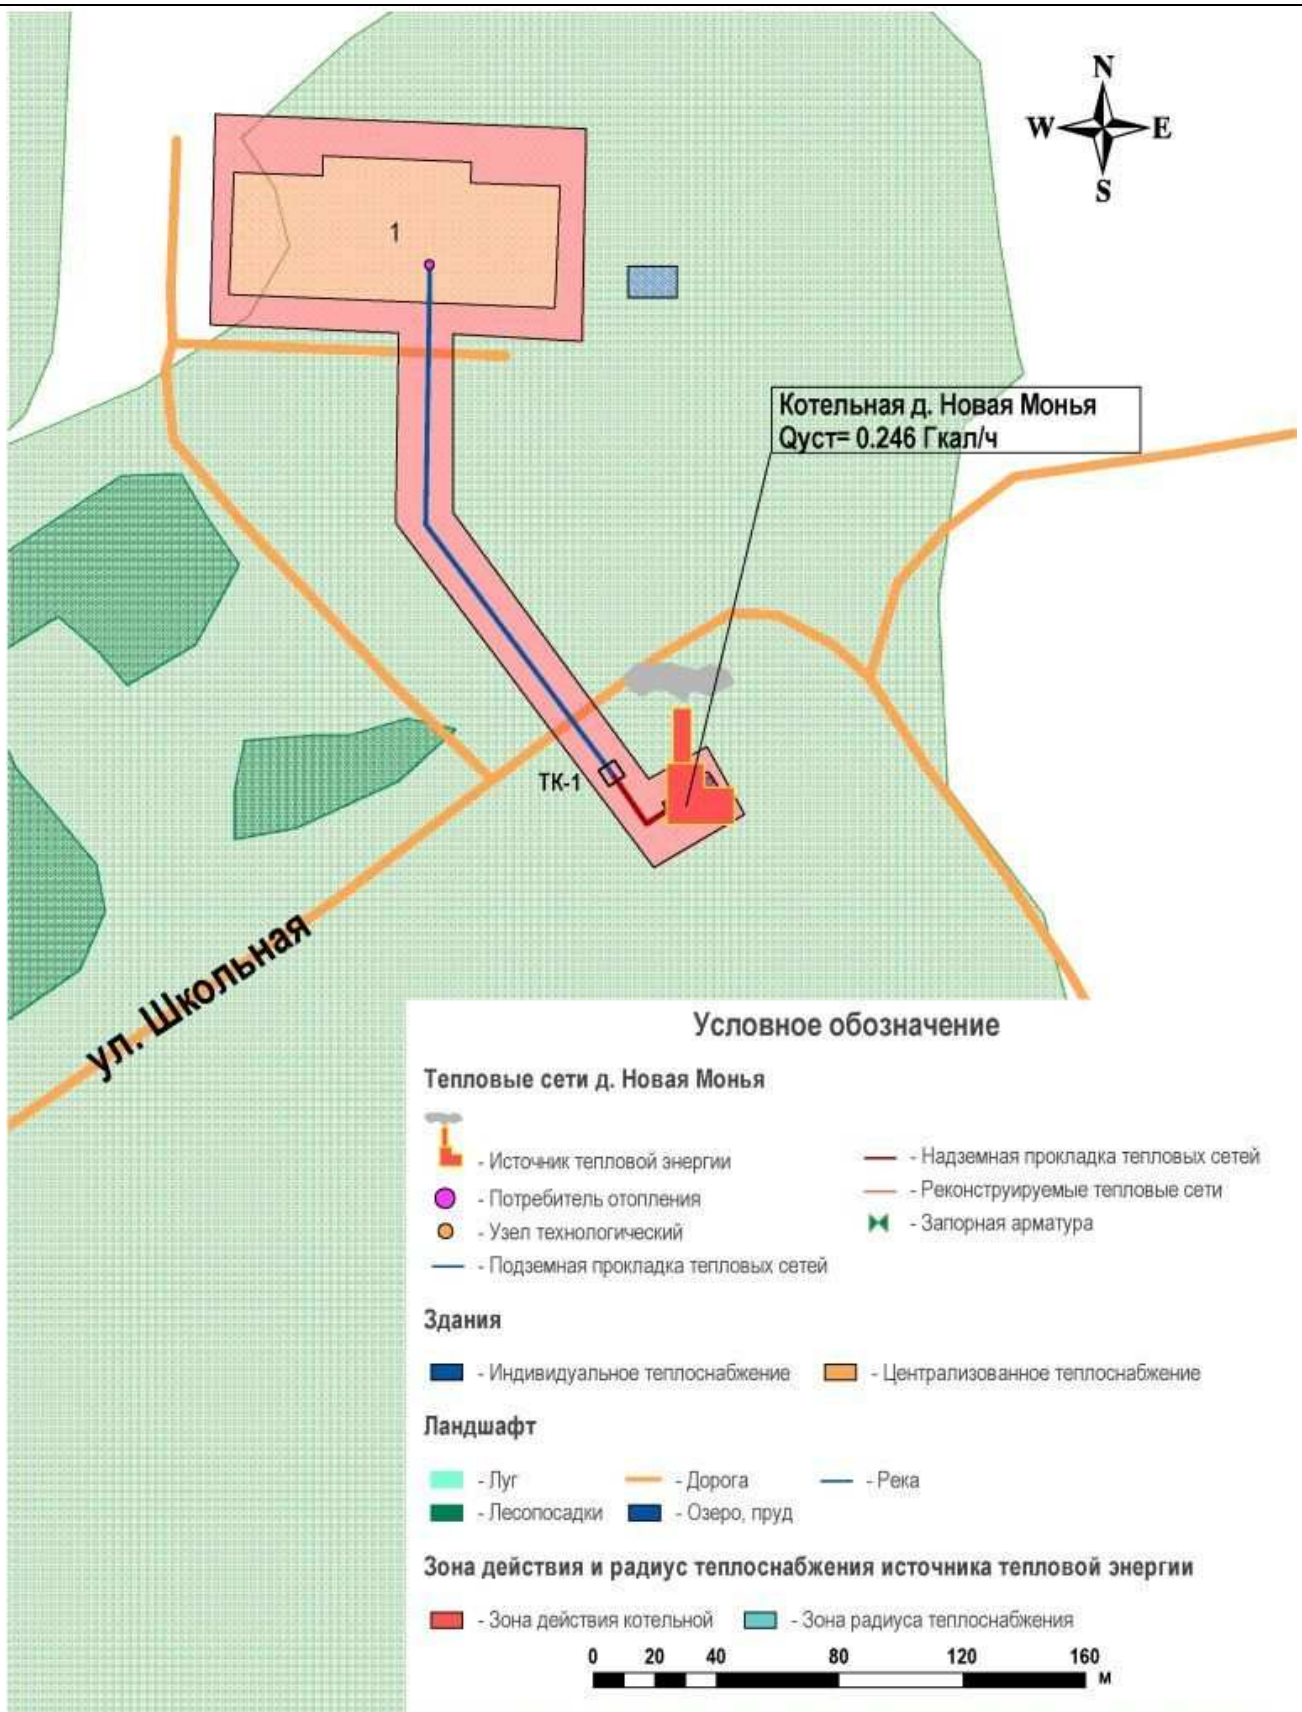 N
W E
S
1
Котельная д. Новая Монья
Qуст= 0.246 Гкал/ч
ТК-1
ул. Школьная
Условное обозначение
Тепловые сети д. Новая Монья
- Источник тепловой энергии
- Надземная прокладка тепловых сетей
- Потребитель отопления
- Реконструируемые тепловые сети
- Узел технологический
- Запорная арматура
- Подземная прокладка тепловых сетей
Здания
- Индивидуальное теплоснабжение - Централизованное теплоснабжение
Ландшафт
- Луг - Дорога - Река
- Лесопосадки - Озеро, пруд
Зона действия и радиус теплоснабжения источника тепловой энергии
- Зона действия котельной - Зона радиуса теплоснабжения
0 20 40 80 120 160
м